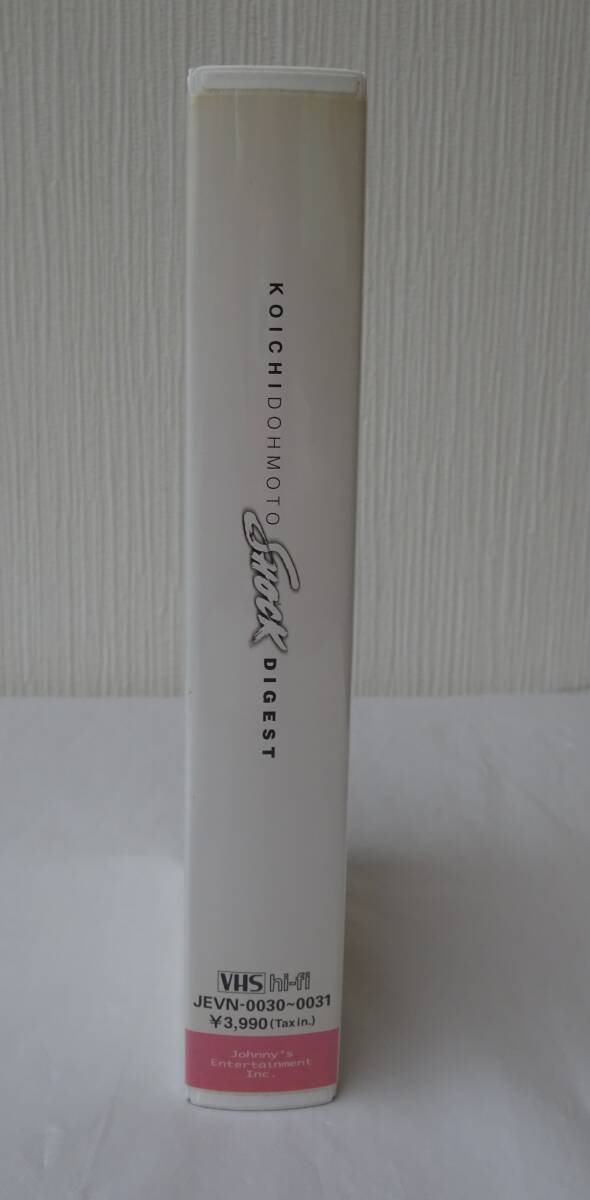 KOICHIDOHMOTO SHOCK DIGEST
VHS hi-fi
JEVN-0030~0031
¥3,990(Tax in.)
Johnny's
Entertainment
Inc.